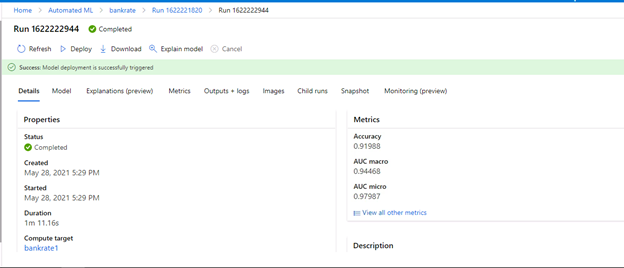 Home > Automated ML > bankrate > Run 1622221820 > Run 1622222944
Run 1622222944 Completed
Refresh Deploy Download Explain model Cancel
Success: Model deployment is successfully triggered
Details Model Explanations (preview) Metrics Outputs + logs Images Child runs Snapshot Monitoring (preview)
Properties
Status
Completed
Created
May 28, 2021 5:29 PM
Started
May 28, 2021 5:29 PM
Duration
1m 11.16s
Compute target
bankrate1
Metrics
Accuracy
0.91988
AUC macro
0.94468
AUC micro
0.97987
View all other metrics
Description